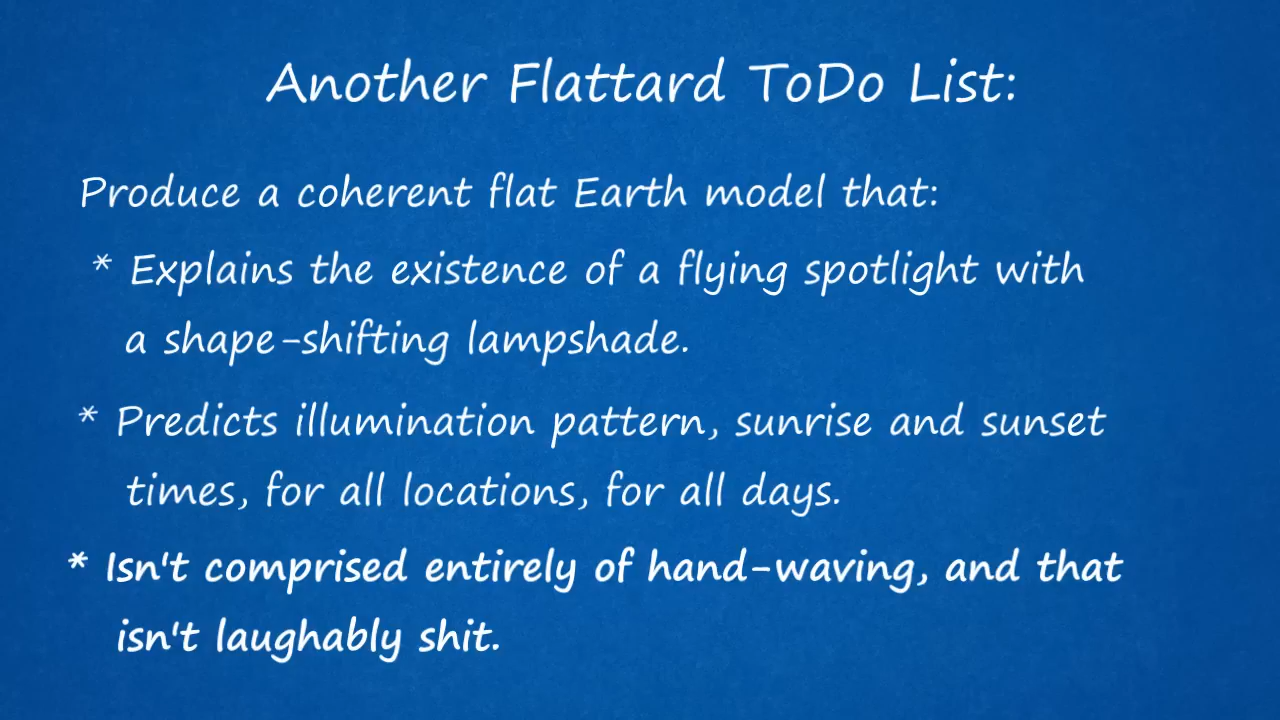 Another Flattard ToDo List:
Produce a coherent flat Earth model that:
* Explains the existence of a flying spotlight with
a shape-shifting lampshade.
* Predicts illumination pattern, sunrise and sunset
times, for all locations, for all days.
* Isn't comprised entirely of hand-waving, and that
isn't laughably shit.